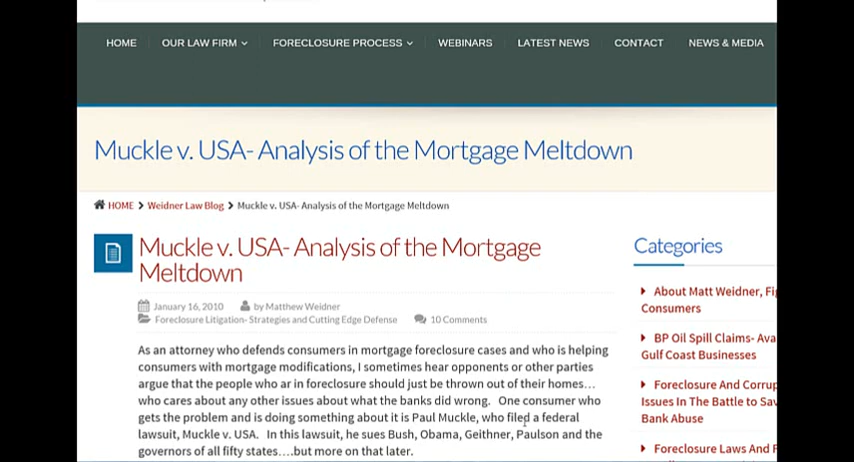 HOME OUR LAW FIRM FORECLOSURE PROCESS WEBINARS LATEST NEWS CONTACT NEWS & MEDIA
Muckle v. USA- Analysis of the Mortgage Meltdown
HOME Weidner Law Blog Muckle v. USA- Analysis of the Mortgage Meltdown
Muckle v. USA- Analysis of the Mortgage
Meltdown
January 16, 2010 by Matthew Weidner
Foreclosure Litigation- Strategies and Cutting Edge Defense 10 Comments
As an attorney who defends consumers in mortgage foreclosure cases and who is helping
consumers with mortgage modifications, I sometimes hear opponents or other parties
argue that the people who ar in foreclosure should just be thrown out of their homes…
who cares about any other issues about what the banks did wrong. One consumer who
gets the problem and is doing something about it is Paul Muckle, who filed a federal
lawsuit, Muckle v. USA. In this lawsuit, he sues Bush, Obama, Geithner, Paulson and the
governors of all fifty states….but more on that later.
Categories
About Matt Weidner,
Consumers
BP Oil Spill Claims-
Gulf Coast Businesses
Foreclosure And
Issues In The Battle to
Bank Abuse
Foreclosure Laws And